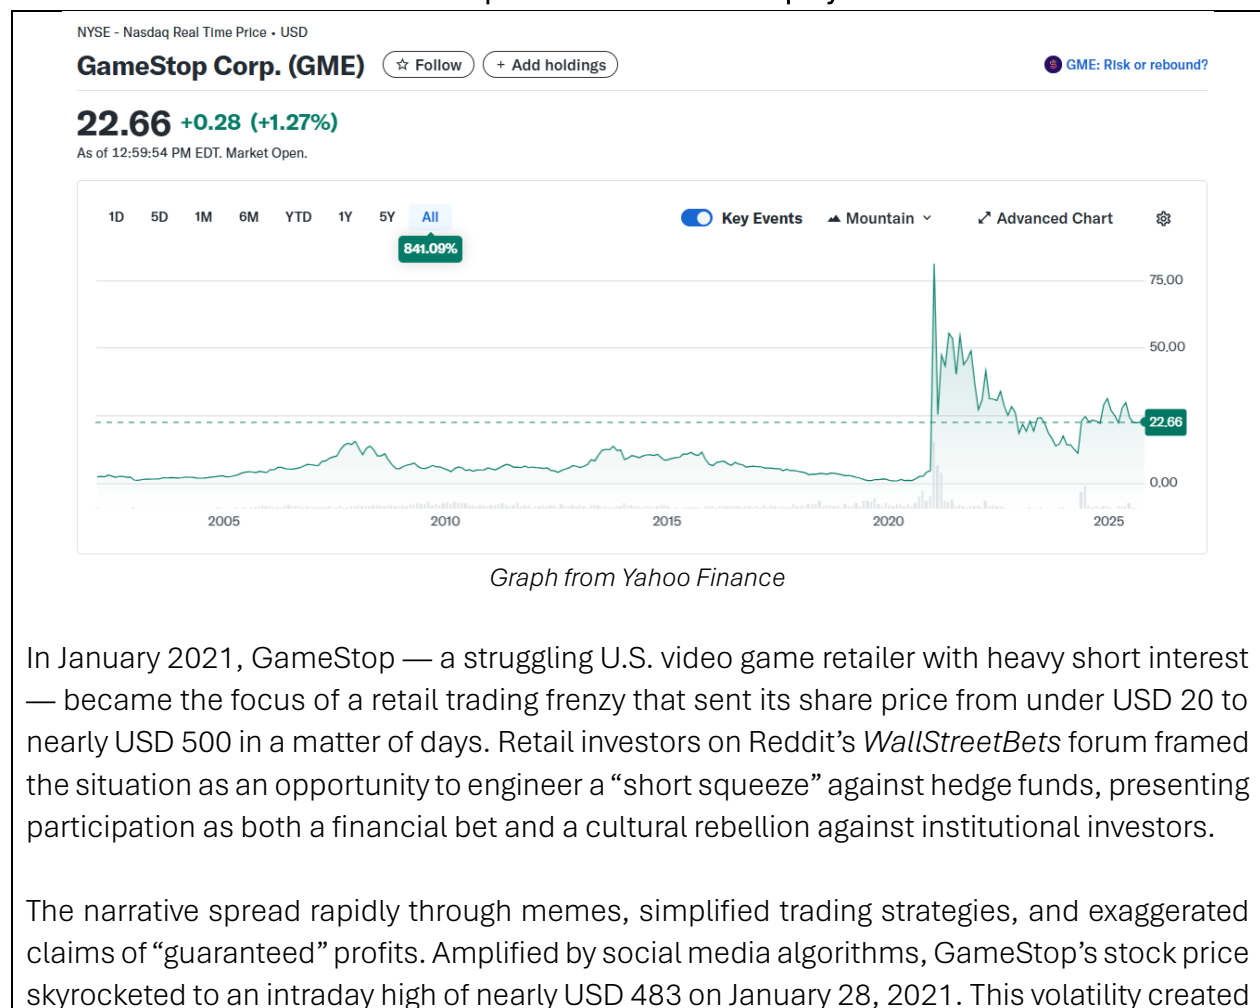 NYSE - Nasdaq Real Time Price • USD
GameStop Corp. (GME) ☆ Follow + Add holdings GME: Risk or rebound?
22.66 +0.28 (+1.27%)
As of 12:59:54 PM EDT. Market Open.
1D 5D 1M 6M YTD 1Y 5Y All Key Events Mountain Advanced Chart
841.09%
75.00
50.00
22.66
0.00
2005 2010 2015 2020 2025
Graph from Yahoo Finance
In January 2021, GameStop — a struggling U.S. video game retailer with heavy short interest
— became the focus of a retail trading frenzy that sent its share price from under USD 20 to
nearly USD 500 in a matter of days. Retail investors on Reddit’s WallStreetBets forum framed
the situation as an opportunity to engineer a “short squeeze” against hedge funds, presenting
participation as both a financial bet and a cultural rebellion against institutional investors.
The narrative spread rapidly through memes, simplified trading strategies, and exaggerated
claims of “guaranteed” profits. Amplified by social media algorithms, GameStop’s stock price
skyrocketed to an intraday high of nearly USD 483 on January 28, 2021. This volatility created